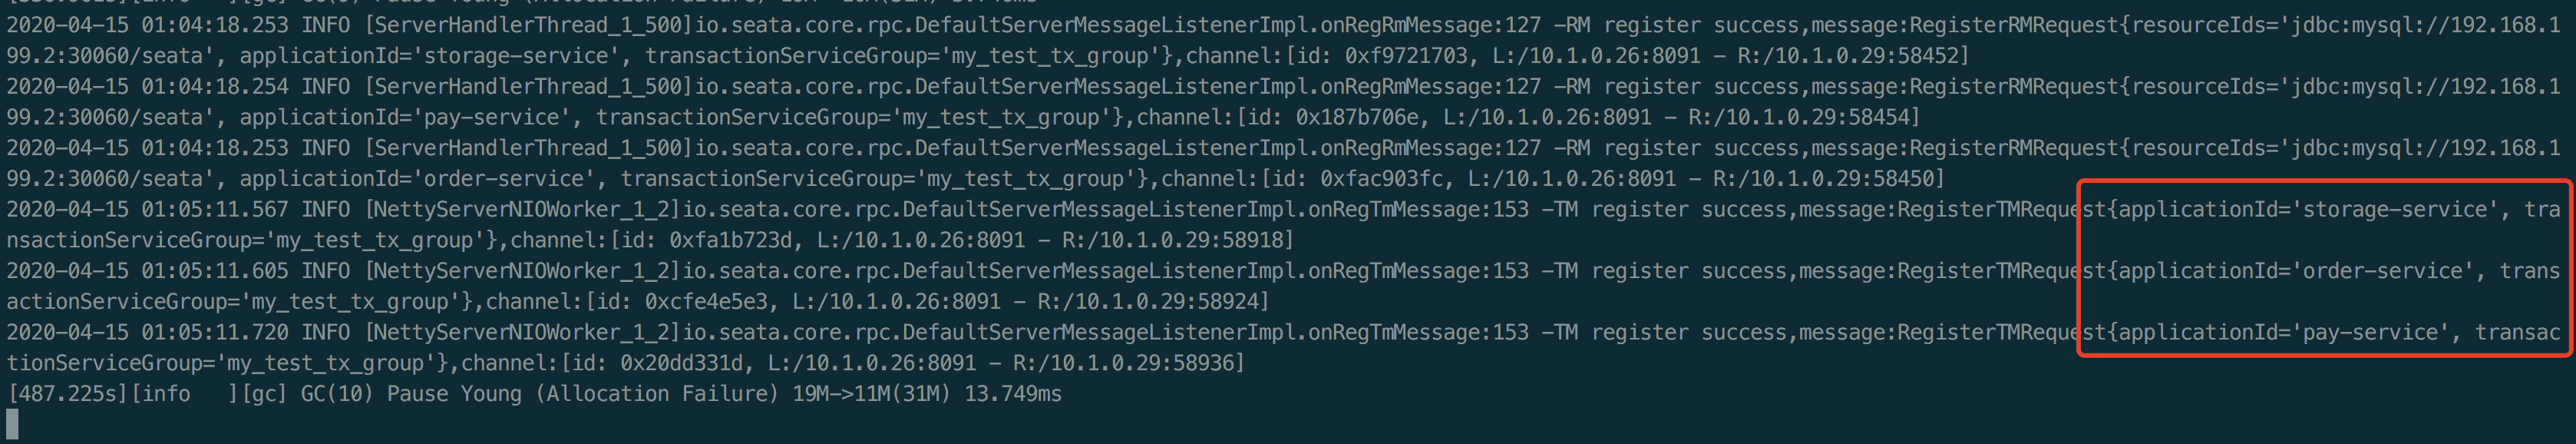 2020-04-15 01:04:18.253 INFO [ServerHandlerThread_1_500]io.seata.core.rpc.DefaultServerMessageListenerImpl.onRegRmMessage:127 -RM register success,message:RegisterRMRequest{resourceIds='jdbc:mysql://192.168.1
99.2:30060/seata', applicationId='storage-service', transactionServiceGroup='my_test_tx_group'},channel:[id: 0xf9721703, L:/10.1.0.26:8091 - R:/10.1.0.29:58452]
2020-04-15 01:04:18.254 INFO [ServerHandlerThread_1_500]io.seata.core.rpc.DefaultServerMessageListenerImpl.onRegRmMessage:127 -RM register success,message:RegisterRMRequest{resourceIds='jdbc:mysql://192.168.1
99.2:30060/seata', applicationId='pay-service', transactionServiceGroup='my_test_tx_group'},channel:[id: 0x187b706e, L:/10.1.0.26:8091 - R:/10.1.0.29:58454]
2020-04-15 01:04:18.253 INFO [ServerHandlerThread_1_500]io.seata.core.rpc.DefaultServerMessageListenerImpl.onRegRmMessage:127 -RM register success,message:RegisterRMRequest{resourceIds='jdbc:mysql://192.168.1
99.2:30060/seata', applicationId='order-service', transactionServiceGroup='my_test_tx_group'},channel:[id: 0xfac903fc, L:/10.1.0.26:8091 - R:/10.1.0.29:58450]
2020-04-15 01:05:11.567 INFO [NettyServerNIOWorker_1_2]io.seata.core.rpc.DefaultServerMessageListenerImpl.onRegTmMessage:153 -TM register success,message:RegisterTMRequest{applicationId='storage-service', tra
nsactionServiceGroup='my_test_tx_group'},channel:[id: 0xfa1b723d, L:/10.1.0.26:8091 - R:/10.1.0.29:58918]
2020-04-15 01:05:11.605 INFO [NettyServerNIOWorker_1_2]io.seata.core.rpc.DefaultServerMessageListenerImpl.onRegTmMessage:153 -TM register success,message:RegisterTMRequest{applicationId='order-service', trans
actionServiceGroup='my_test_tx_group'},channel:[id: 0xcfe4e5e3, L:/10.1.0.26:8091 - R:/10.1.0.29:58924]
2020-04-15 01:05:11.720 INFO [NettyServerNIOWorker_1_2]io.seata.core.rpc.DefaultServerMessageListenerImpl.onRegTmMessage:153 -TM register success,message:RegisterTMRequest{applicationId='pay-service', transac
tionServiceGroup='my_test_tx_group'},channel:[id: 0x20dd331d, L:/10.1.0.26:8091 - R:/10.1.0.29:58936]
[487.225s][info   ][gc] GC(10) Pause Young (Allocation Failure) 19M->11M(31M) 13.749ms